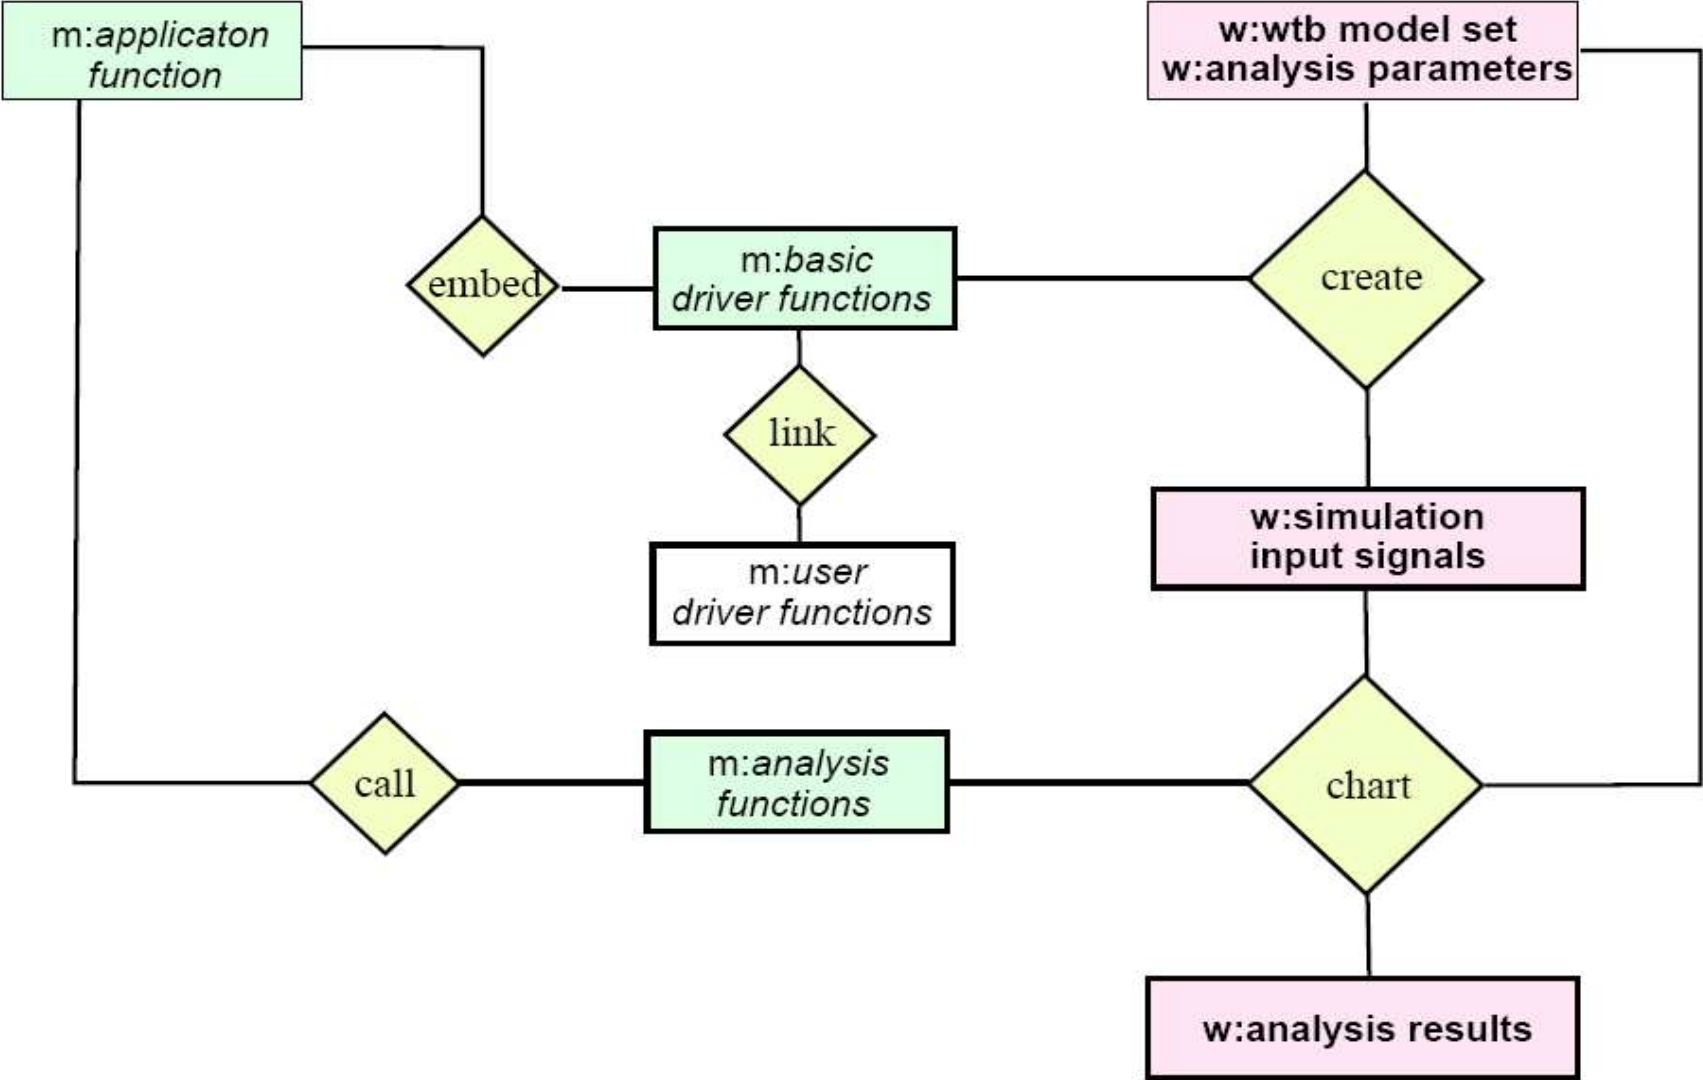 m:applicaton
function
w:wtb model set
w:analysis parameters
embed
m:basic
driver functions
create
link
w:simulation
input signals
m:user
driver functions
call
m:analysis
functions
chart
w:analysis results